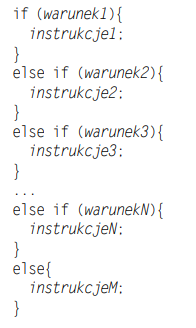 if (warunek1){
instrukcje1;
}
else if (warunek2){
instrukcje2;
}
else if (warunek3){
instrukcje3;
}
...
else if (warunekN){
instrukcjeN;
}
else{
instrukcjeM;
}